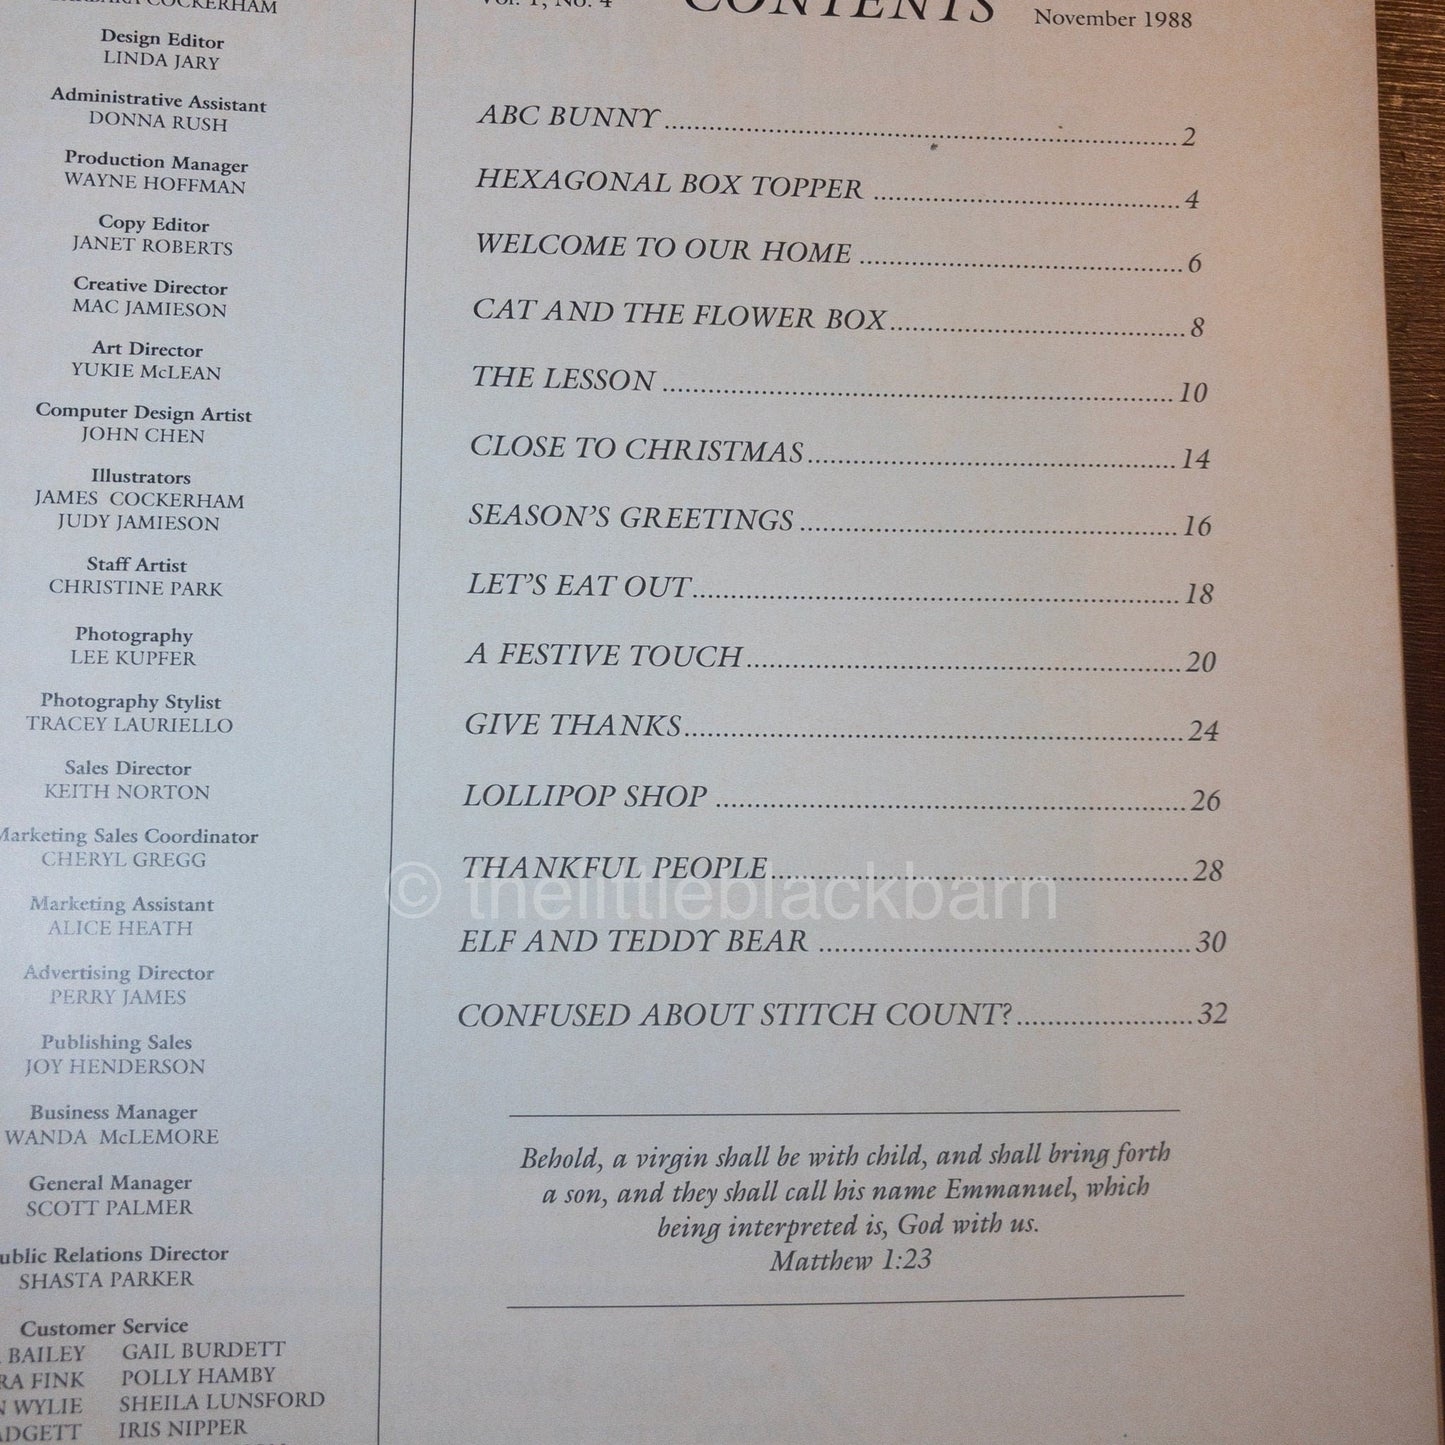 BARBARA COCKERHAM
Design Editor
LINDA JARY
Administrative Assistant
DONNA RUSH
Production Manager
WAYNE HOFFMAN
Copy Editor
JANET ROBERTS
Creative Director
MAC JAMIESON
Art Director
YUKIE McLEAN
Computer Design Artist
JOHN CHEN
Illustrators
JAMES COCKERHAM
JUDY JAMIESON
Staff Artist
CHRISTINE PARK
Photography
LEE KUPFER
Photography Stylist
TRACEY LAURIELLO
Sales Director
KEITH NORTON
Marketing Sales Coordinator
CHERYL GREGG
Marketing Assistant
ALICE HEATH
Advertising Director
PERRY JAMES
Publishing Sales
JOY HENDERSON
Business Manager
WANDA McLEMORE
General Manager
SCOTT PALMER
Public Relations Director
SHASTA PARKER
Customer Service
BAILEY GAIL BURDETT
FINK POLLY HAMBY
WYLIE SHEILA LUNSFORD
IRIS NIPPER
Vol. 1, No. 4 CONTENTS November 1988
ABC BUNNY 2
HEXAGONAL BOX TOPPER 4
WELCOME TO OUR HOME 6
CAT AND THE FLOWER BOX 8
THE LESSON 10
CLOSE TO CHRISTMAS 14
SEASON'S GREETINGS 16
LET'S EAT OUT 18
A FESTIVE TOUCH 20
GIVE THANKS 24
LOLLIPOP SHOP 26
THANKFUL PEOPLE 28
© thelittleblackbarn
ELF AND TEDDY BEAR 30
CONFUSED ABOUT STITCH COUNT? 32
Behold, a virgin shall be with child, and shall bring forth
a son, and they shall call his name Emmanuel, which
being interpreted is, God with us.
Matthew 1:23